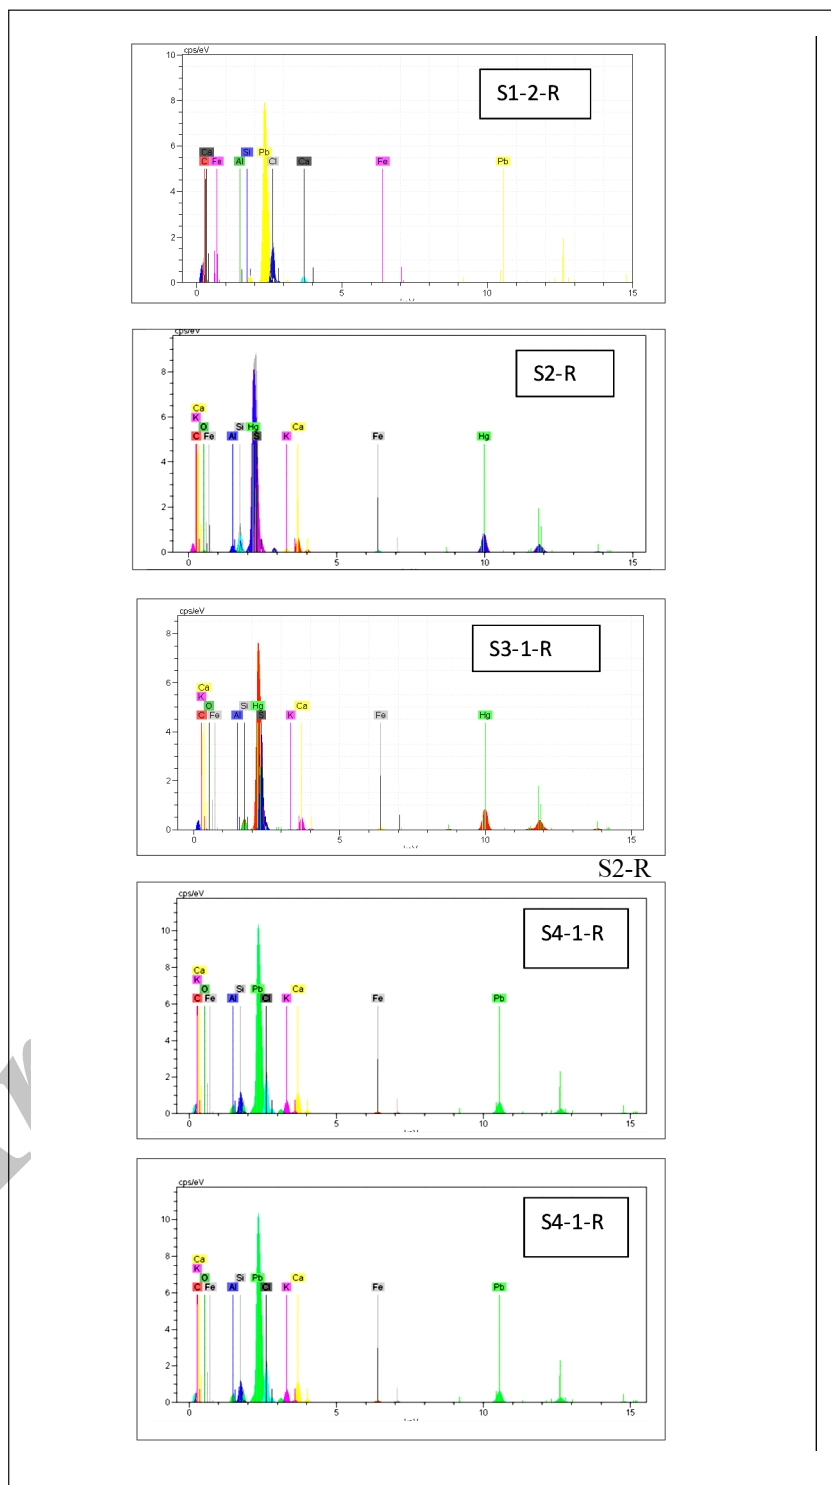 cps/eV
10
S1-2-R
8
Ca Si Pb
6
C Fe Al Cl Ca Fe Pb
4
2
0
0 5 10 15
cps/eV
S2-R
8
Ca
K
6
O Si Hg Ca
C Fe Al S K Fe Hg
4
2
0
0 5 10 15
cps/eV
8
S3-1-R
6
Ca
K
O Si Hg Ca
C Fe Al S K Fe Hg
4
2
0
0 5 10 15
S2-R
cps/eV
S4-1-R
10
8
Ca
K
O Si Pb Ca
C Fe Al Cl K Fe Pb
6
4
2
0
0 5 10 15
cps/eV
S4-1-R
10
8
Ca
K
O Si Pb Ca
C Fe Al Cl K Fe Pb
6
4
2
0
0 5 10 15